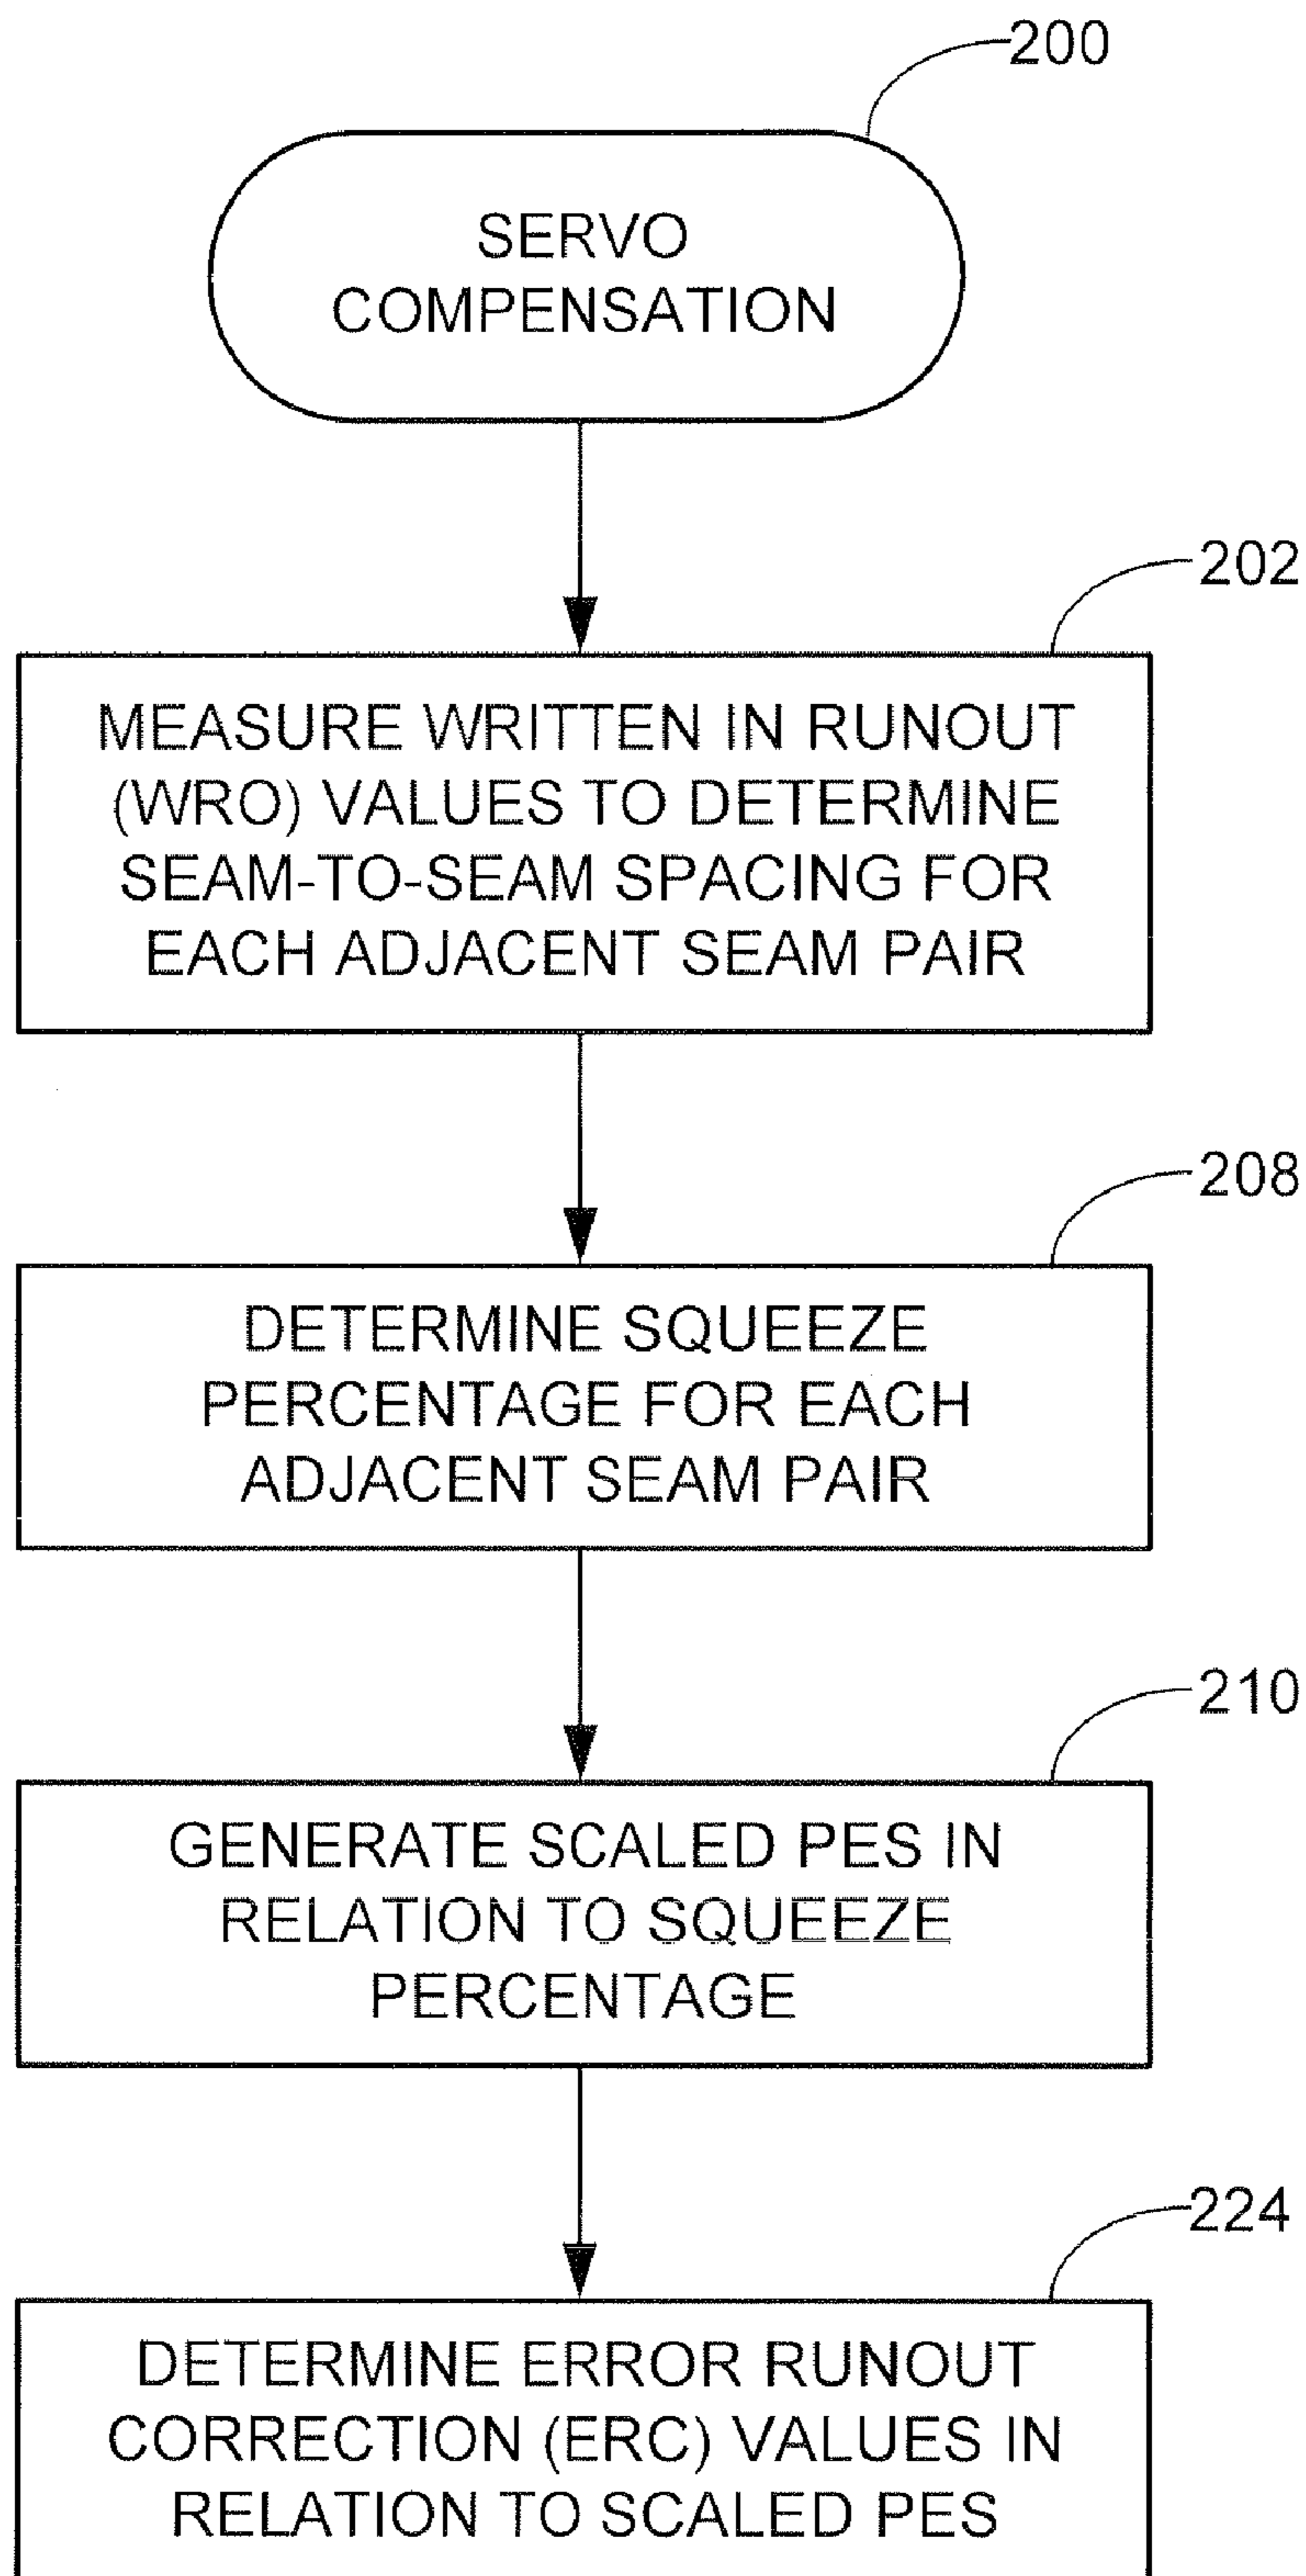 200
SERVO
COMPENSATION
202
MEASURE WRITTEN IN RUNOUT
(WRO) VALUES TO DETERMINE
SEAM-TO-SEAM SPACING FOR
EACH ADJACENT SEAM PAIR
208
DETERMINE SQUEEZE
PERCENTAGE FOR EACH
ADJACENT SEAM PAIR
210
GENERATE SCALED PES IN
RELATION TO SQUEEZE
PERCENTAGE
224
DETERMINE ERROR RUNOUT
CORRECTION (ERC) VALUES IN
RELATION TO SCALED PES